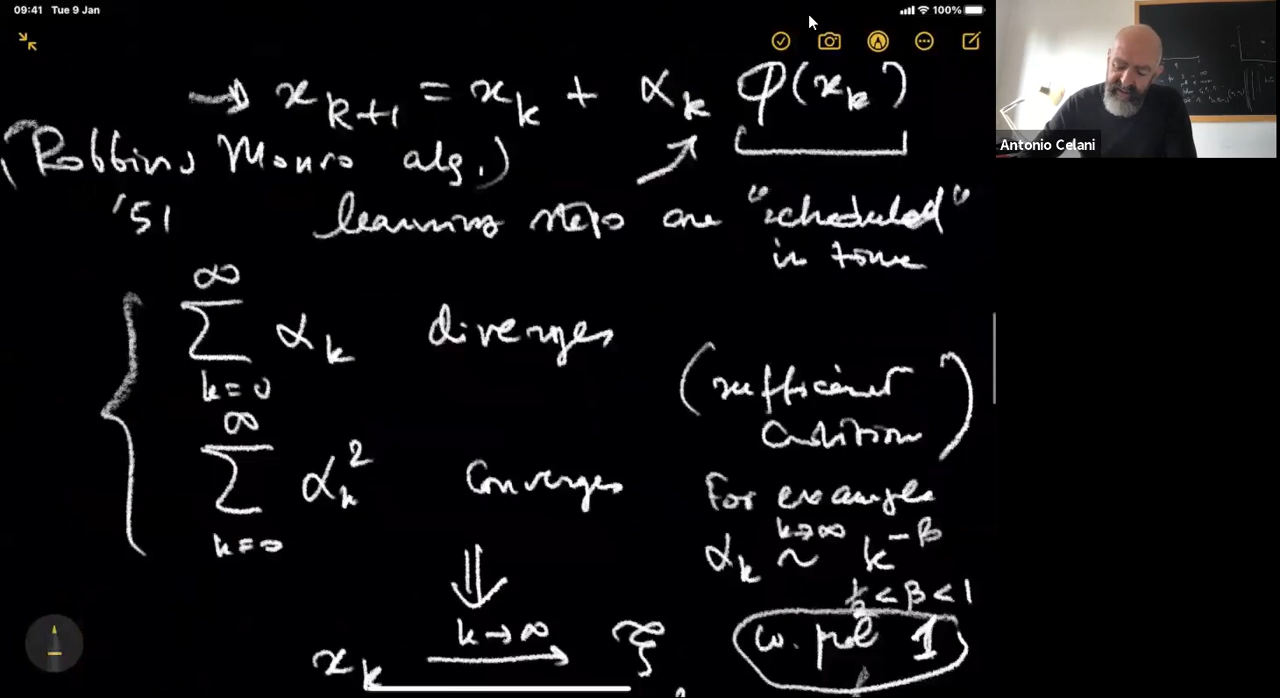 09:41 Tue 9 Jan
100%
Antonio Celani
→ x_{k+1} = x_k + α_k φ(x_k)
(Robbins Monro alg.)
'51
learning steps are "scheduled"
in time
∞
Σ α_k diverges
k=0
(sufficient
condition)
∞
Σ α_k^2 converges
k=0
For example
k→∞
α_k ~ k^{-β}
1/2 < β < 1
⇓
k→∞
x_k → ξ
w. prob 1